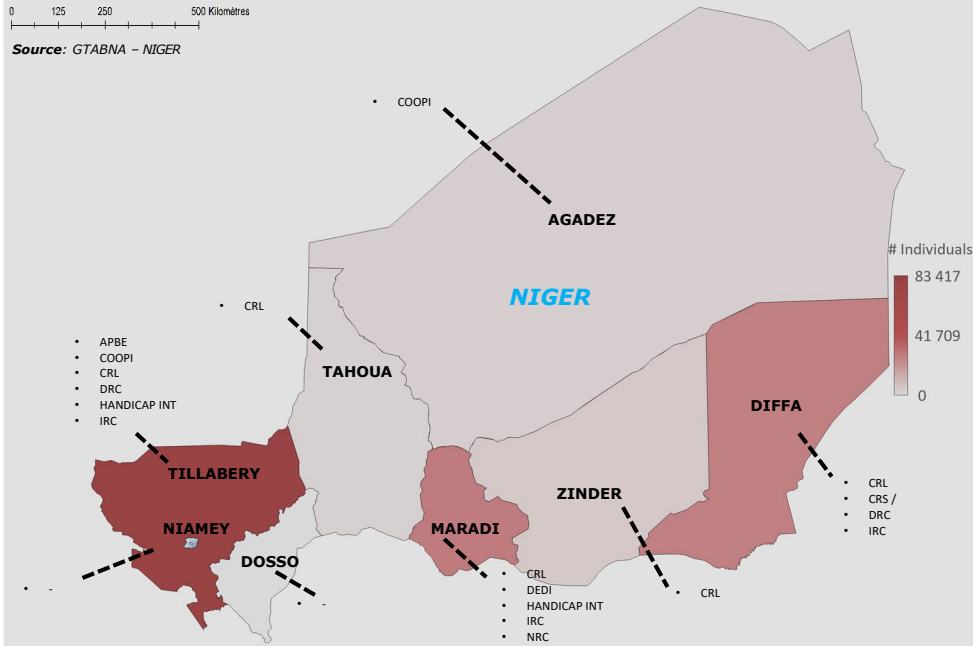 0 125 250 500 Kilomètres
Source: GTABNA – NIGER
• COOPI
AGADEZ
# Individuals
83 417
41 709
0
NIGER
• CRL
TAHOUA
• APBE
• COOPI
• CRL
• DRC
• HANDICAP INT
• IRC
TILLABERY
DIFFA
• CRL
• CRS /
• DRC
• IRC
ZINDER
MARADI
NIAMEY
DOSSO
• -
• -
• CRL
• DEDI
• HANDICAP INT
• IRC
• NRC
• CRL